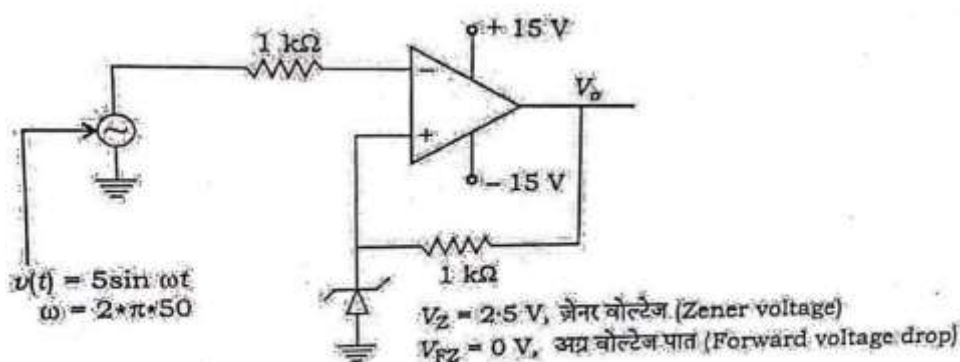 + 15 V
1 kΩ
−
V₀
+
− 15 V
1 kΩ
v(t) = 5sin ωt
ω = 2*π*50
V_Z = 2·5 V, ज़ेनर वोल्टेज (Zener voltage)
V_FZ = 0 V, अग्र वोल्टेज पात (Forward voltage drop)